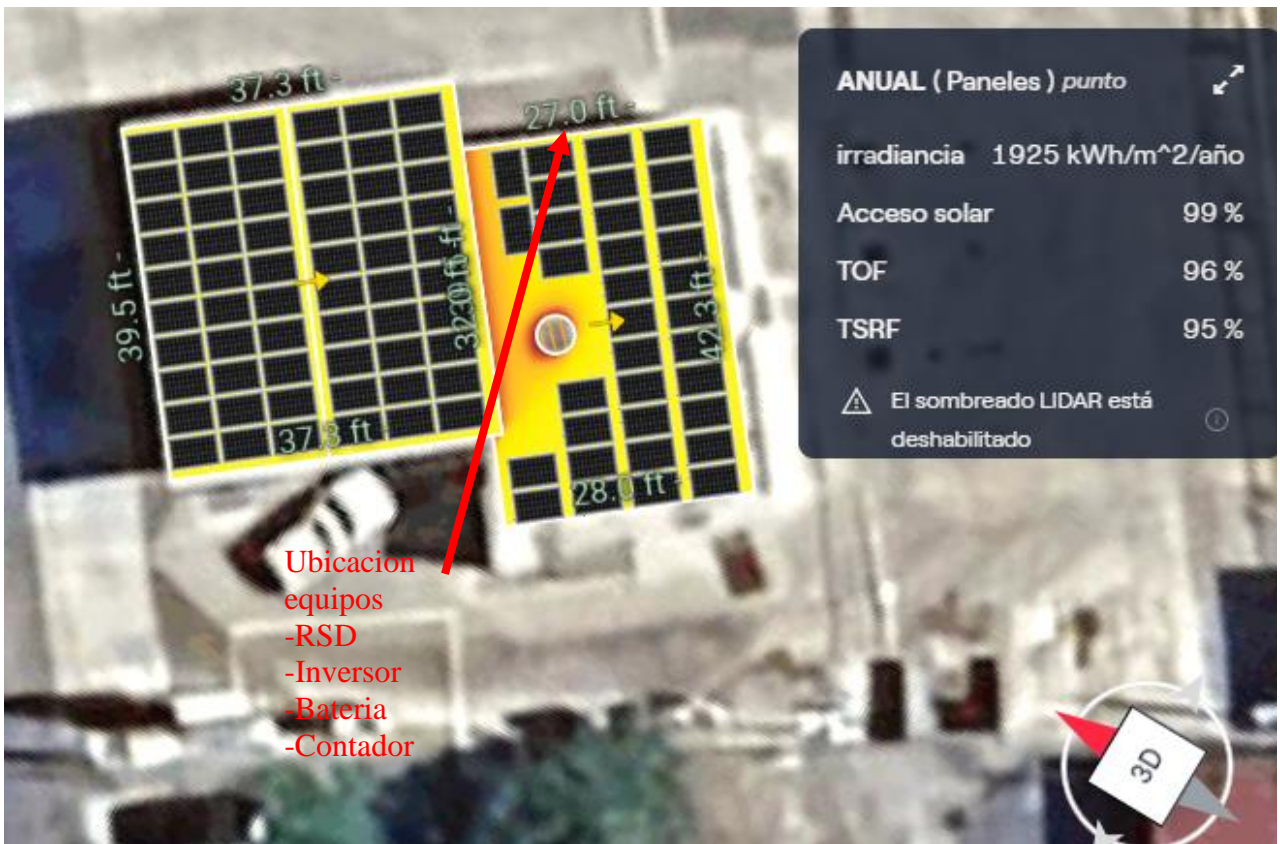 37.3 ft -
27.0 ft -
39.5 ft -
42.3 ft -
37.3 ft -
28.0 ft -
ANUAL ( Paneles ) punto
irradiancia 1925 kWh/m^2/año
Acceso solar 99 %
TOF 96 %
TSRF 95 %
El sombreado LIDAR está
deshabilitado
Ubicacion
equipos
-RSD
-Inversor
-Bateria
-Contador
3D